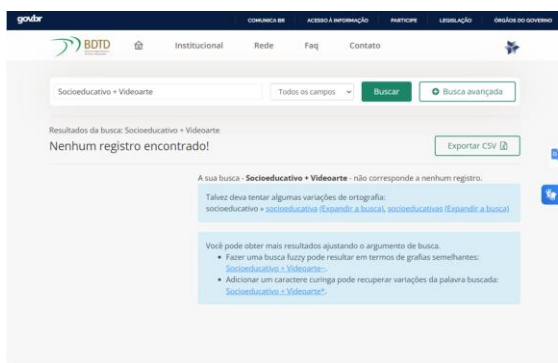 govbr
COMUNICA BR ACESSO À INFORMAÇÃO PARTICIPE LEGISLAÇÃO ÓRGÃOS DO GOVERNO
BDTD Institucional Rede Faq Contato
Socioeducativo + Videoarte Todos os campos Buscar Busca avançada
Resultados da busca: Socioeducativo + Videoarte
Nenhum registro encontrado! Exportar CSV
A sua busca - Socioeducativo + Videoarte - não corresponde a nenhum registro.
Talvez deva tentar algumas variações de ortografia:
socioeducativo » socioeducativa (Expandir a busca), socioeducativas (Expandir a busca)
Você pode obter mais resultados ajustando o argumento de busca.
• Fazer uma busca fuzzy pode resultar em termos de grafias semelhantes:
Socioeducativo + Videoarte~.
• Adicionar um caractere curinga pode recuperar variações da palavra buscada:
Socioeducativo + Videoarte*.